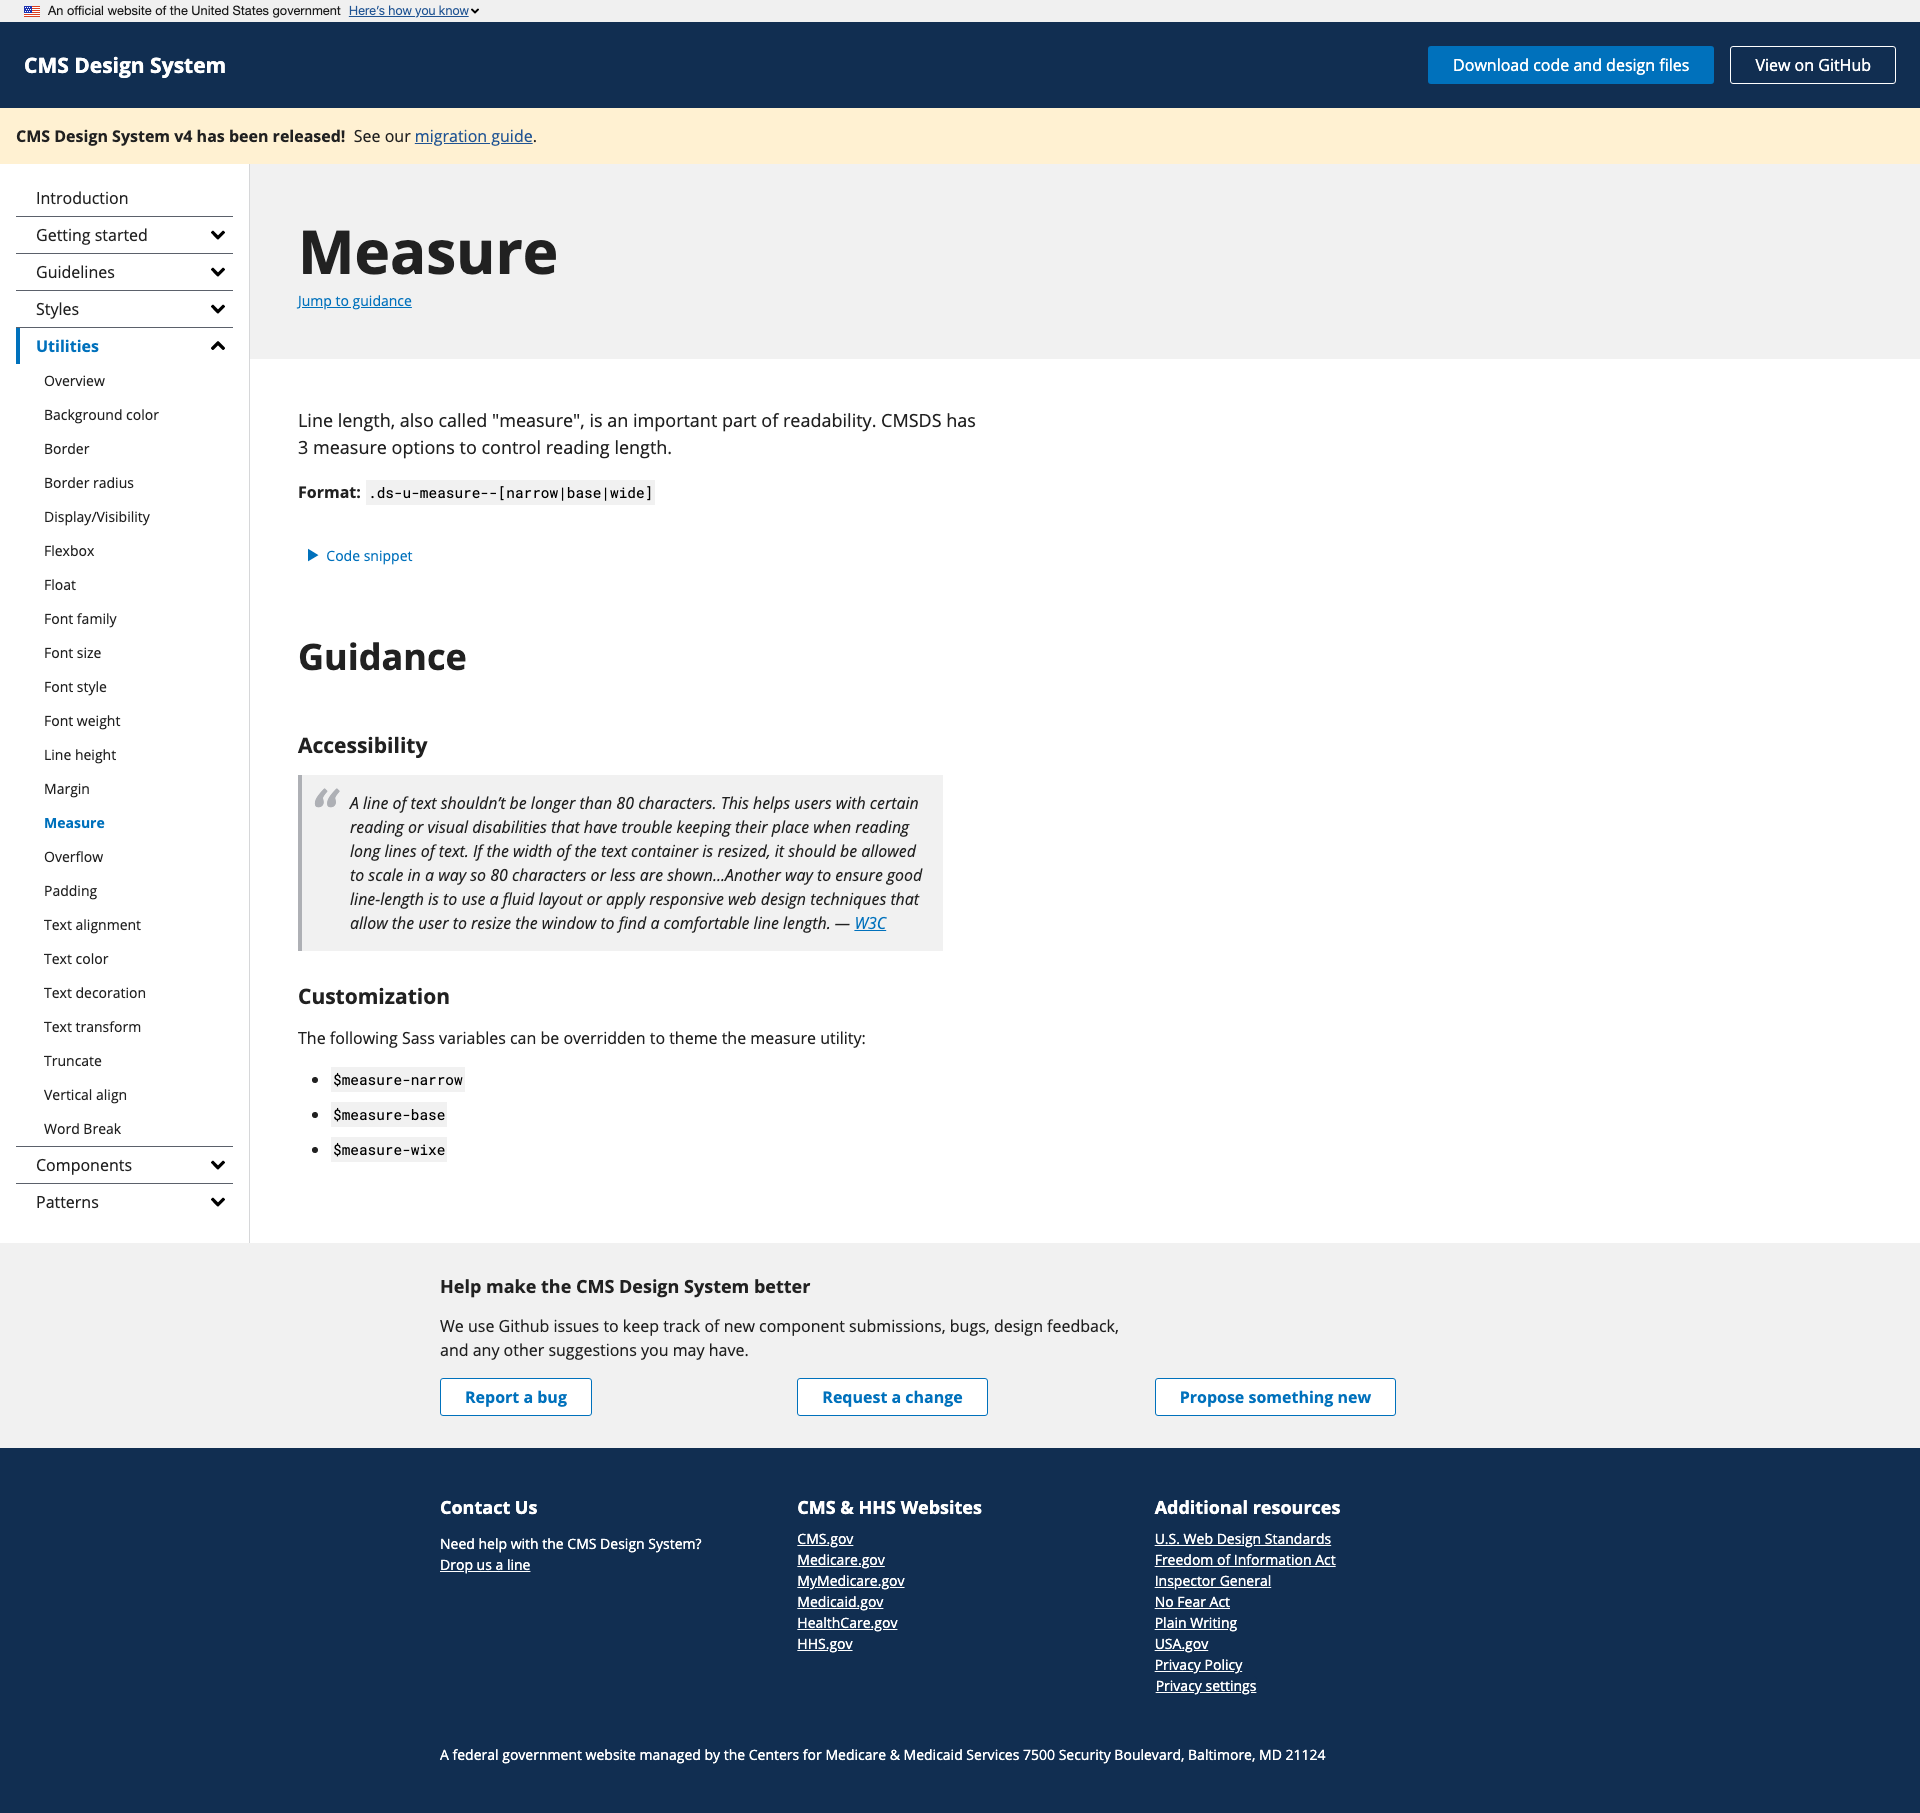 An official website of the United States government Here's how you know
CMS Design System
Download code and design files
View on GitHub
CMS Design System v4 has been released! See our migration guide.
Introduction
Getting started
Guidelines
Styles
Utilities
Overview
Background color
Border
Border radius
Display/Visibility
Flexbox
Float
Font family
Font size
Font style
Font weight
Line height
Margin
Measure
Overflow
Padding
Text alignment
Text color
Text decoration
Text transform
Truncate
Vertical align
Word Break
Components
Patterns
Measure
Jump to guidance
Line length, also called "measure", is an important part of readability. CMSDS has
3 measure options to control reading length.
Format: .ds-u-measure--[narrow|base|wide]
Code snippet
Guidance
Accessibility
“
A line of text shouldn’t be longer than 80 characters. This helps users with certain
reading or visual disabilities that have trouble keeping their place when reading
long lines of text. If the width of the text container is resized, it should be allowed
to scale in a way so 80 characters or less are shown...Another way to ensure good
line-length is to use a fluid layout or apply responsive web design techniques that
allow the user to resize the window to find a comfortable line length. — W3C
Customization
The following Sass variables can be overridden to theme the measure utility:
• $measure-narrow
• $measure-base
• $measure-wixe
Help make the CMS Design System better
We use Github issues to keep track of new component submissions, bugs, design feedback,
and any other suggestions you may have.
Report a bug
Request a change
Propose something new
Contact Us
Need help with the CMS Design System?
Drop us a line
CMS & HHS Websites
CMS.gov
Medicare.gov
MyMedicare.gov
Medicaid.gov
HealthCare.gov
HHS.gov
Additional resources
U.S. Web Design Standards
Freedom of Information Act
Inspector General
No Fear Act
Plain Writing
USA.gov
Privacy Policy
Privacy settings
A federal government website managed by the Centers for Medicare & Medicaid Services 7500 Security Boulevard, Baltimore, MD 21124